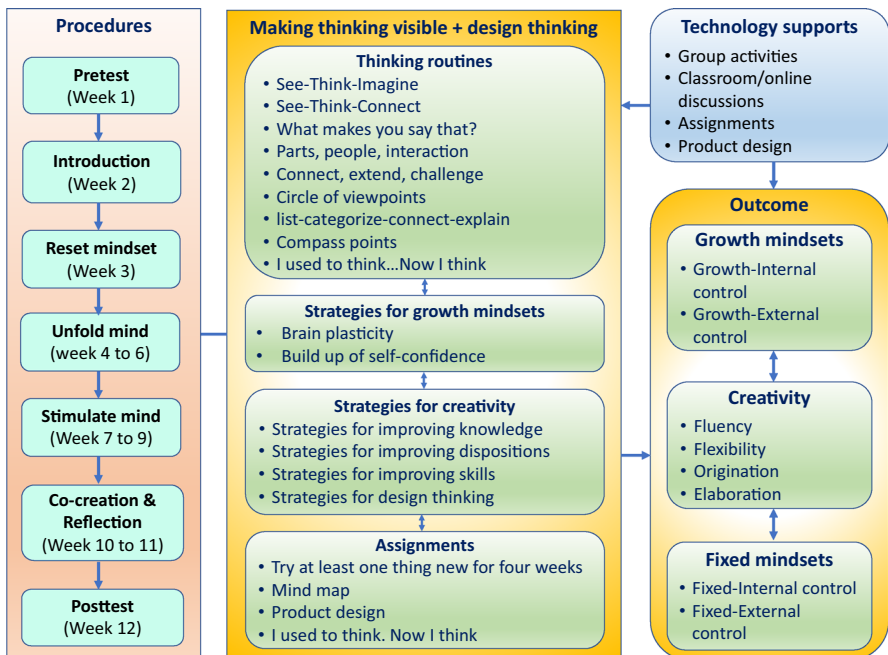 Procedures
Pretest
(Week 1)
Introduction
(Week 2)
Reset mindset
(Week 3)
Unfold mind
(week 4 to 6)
Stimulate mind
(Week 7 to 9)
Co-creation &
Reflection
(Week 10 to 11)
Posttest
(Week 12)
Making thinking visible + design thinking
Thinking routines
• See-Think-Imagine
• See-Think-Connect
• What makes you say that?
• Parts, people, interaction
• Connect, extend, challenge
• Circle of viewpoints
• list-categorize-connect-explain
• Compass points
• I used to think...Now I think
Strategies for growth mindsets
• Brain plasticity
• Build up of self-confidence
Strategies for creativity
• Strategies for improving knowledge
• Strategies for improving dispositions
• Strategies for improving skills
• Strategies for design thinking
Assignments
• Try at least one thing new for four weeks
• Mind map
• Product design
• I used to think. Now I think
Technology supports
• Group activities
• Classroom/online
discussions
• Assignments
• Product design
Outcome
Growth mindsets
• Growth-Internal
control
• Growth-External
control
Creativity
• Fluency
• Flexibility
• Origination
• Elaboration
Fixed mindsets
• Fixed-Internal control
• Fixed-External
control